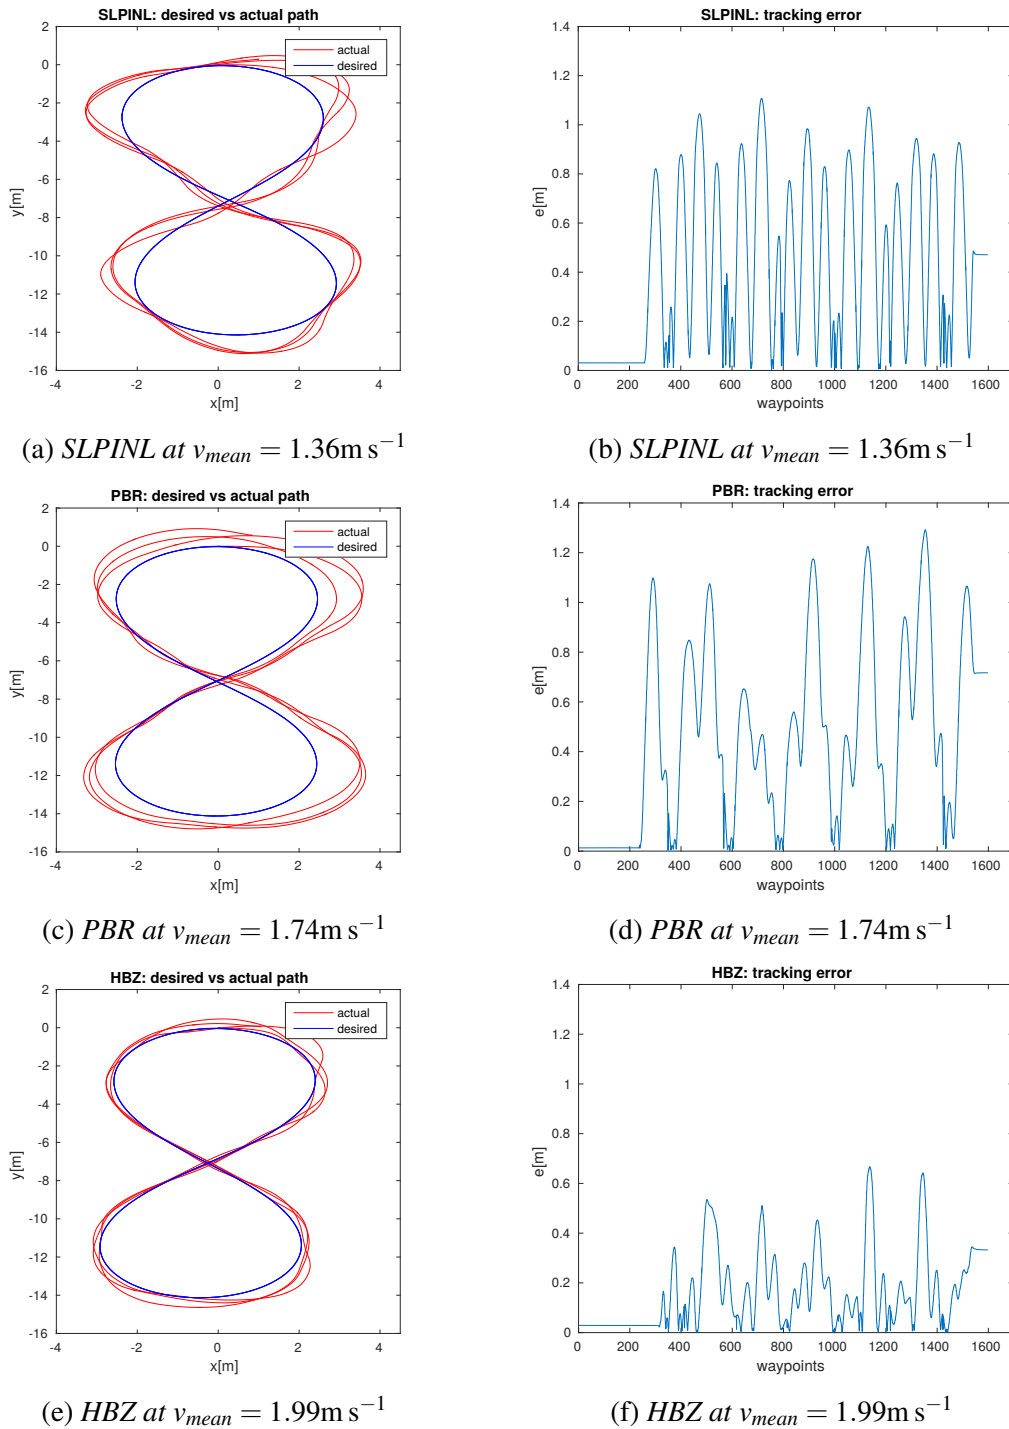 SLPINL: desired vs actual path
2
0
-2
-4
-6
-8
-10
-12
-14
-16
y[m]
-4
-2
0
2
4
x[m]
actual
desired
SLPINL: tracking error
1.4
1.2
1
0.8
0.6
0.4
0.2
0
e[m]
0 200 400 600 800 1000 1200 1400 1600
waypoints
(a) SLPINL at v_mean = 1.36m s⁻¹
(b) SLPINL at v_mean = 1.36m s⁻¹
PBR: desired vs actual path
2
0
-2
-4
-6
-8
-10
-12
-14
-16
y[m]
-4
-2
0
2
4
x[m]
actual
desired
PBR: tracking error
1.4
1.2
1
0.8
0.6
0.4
0.2
0
e[m]
0 200 400 600 800 1000 1200 1400 1600
waypoints
(c) PBR at v_mean = 1.74m s⁻¹
(d) PBR at v_mean = 1.74m s⁻¹
HBZ: desired vs actual path
2
0
-2
-4
-6
-8
-10
-12
-14
-16
y[m]
-4
-2
0
2
4
x[m]
actual
desired
HBZ: tracking error
1.4
1.2
1
0.8
0.6
0.4
0.2
0
e[m]
0 200 400 600 800 1000 1200 1400 1600
waypoints
(e) HBZ at v_mean = 1.99m s⁻¹
(f) HBZ at v_mean = 1.99m s⁻¹